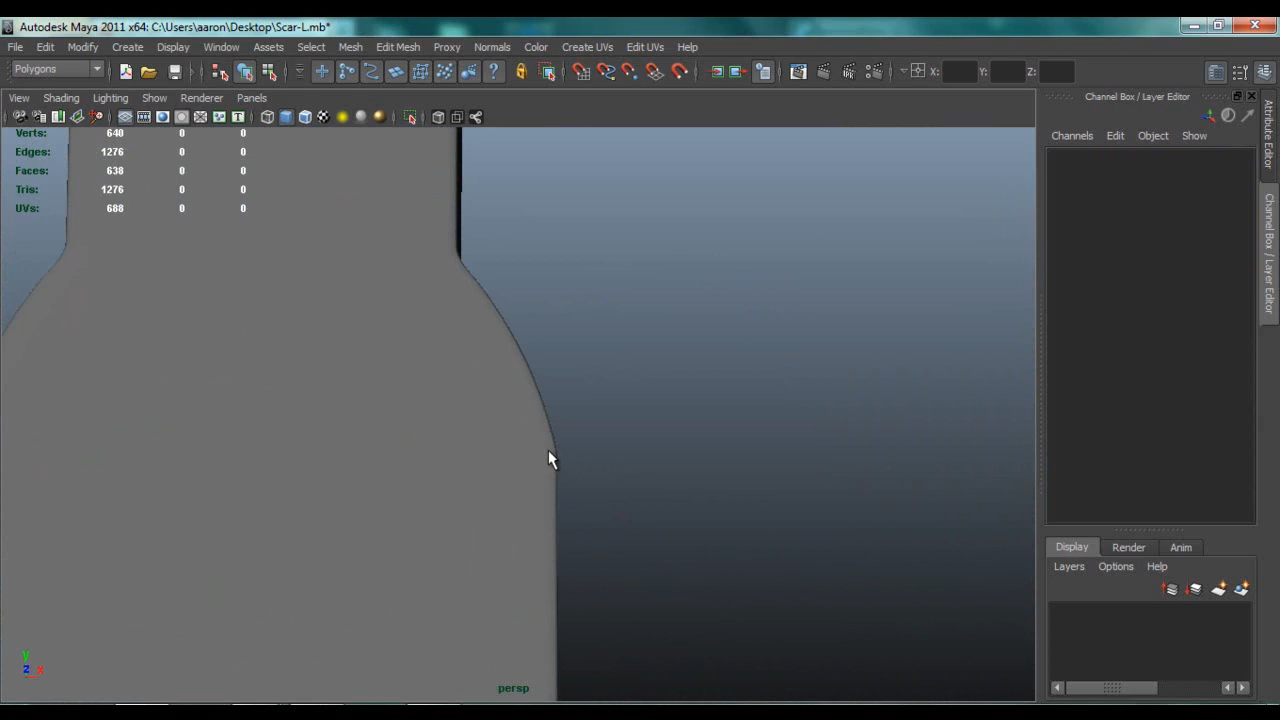 Autodesk Maya 2011 x64: C:\Users\aaron\Desktop\Scar-L.mb*
File Edit Modify Create Display Window Assets Select Mesh Edit Mesh Proxy Normals Color Create UVs Edit UVs Help
Polygons X: Y: Z:
View Shading Lighting Show Renderer Panels
Channel Box / Layer Editor
Channels Edit Object Show
Attribute Editor
Channel Box / Layer Editor
Verts: 640 0 0
Edges: 1276 0 0
Faces: 638 0 0
Tris: 1276 0 0
UVs: 688 0 0
Display Render Anim
Layers Options Help
y
z x
persp